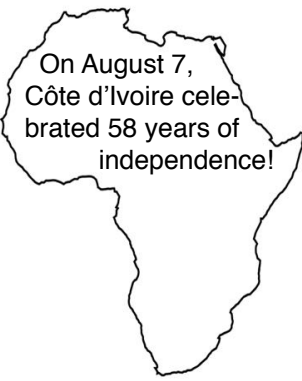 On August 7,
Côte d’Ivoire cele-
brated 58 years of
independence!